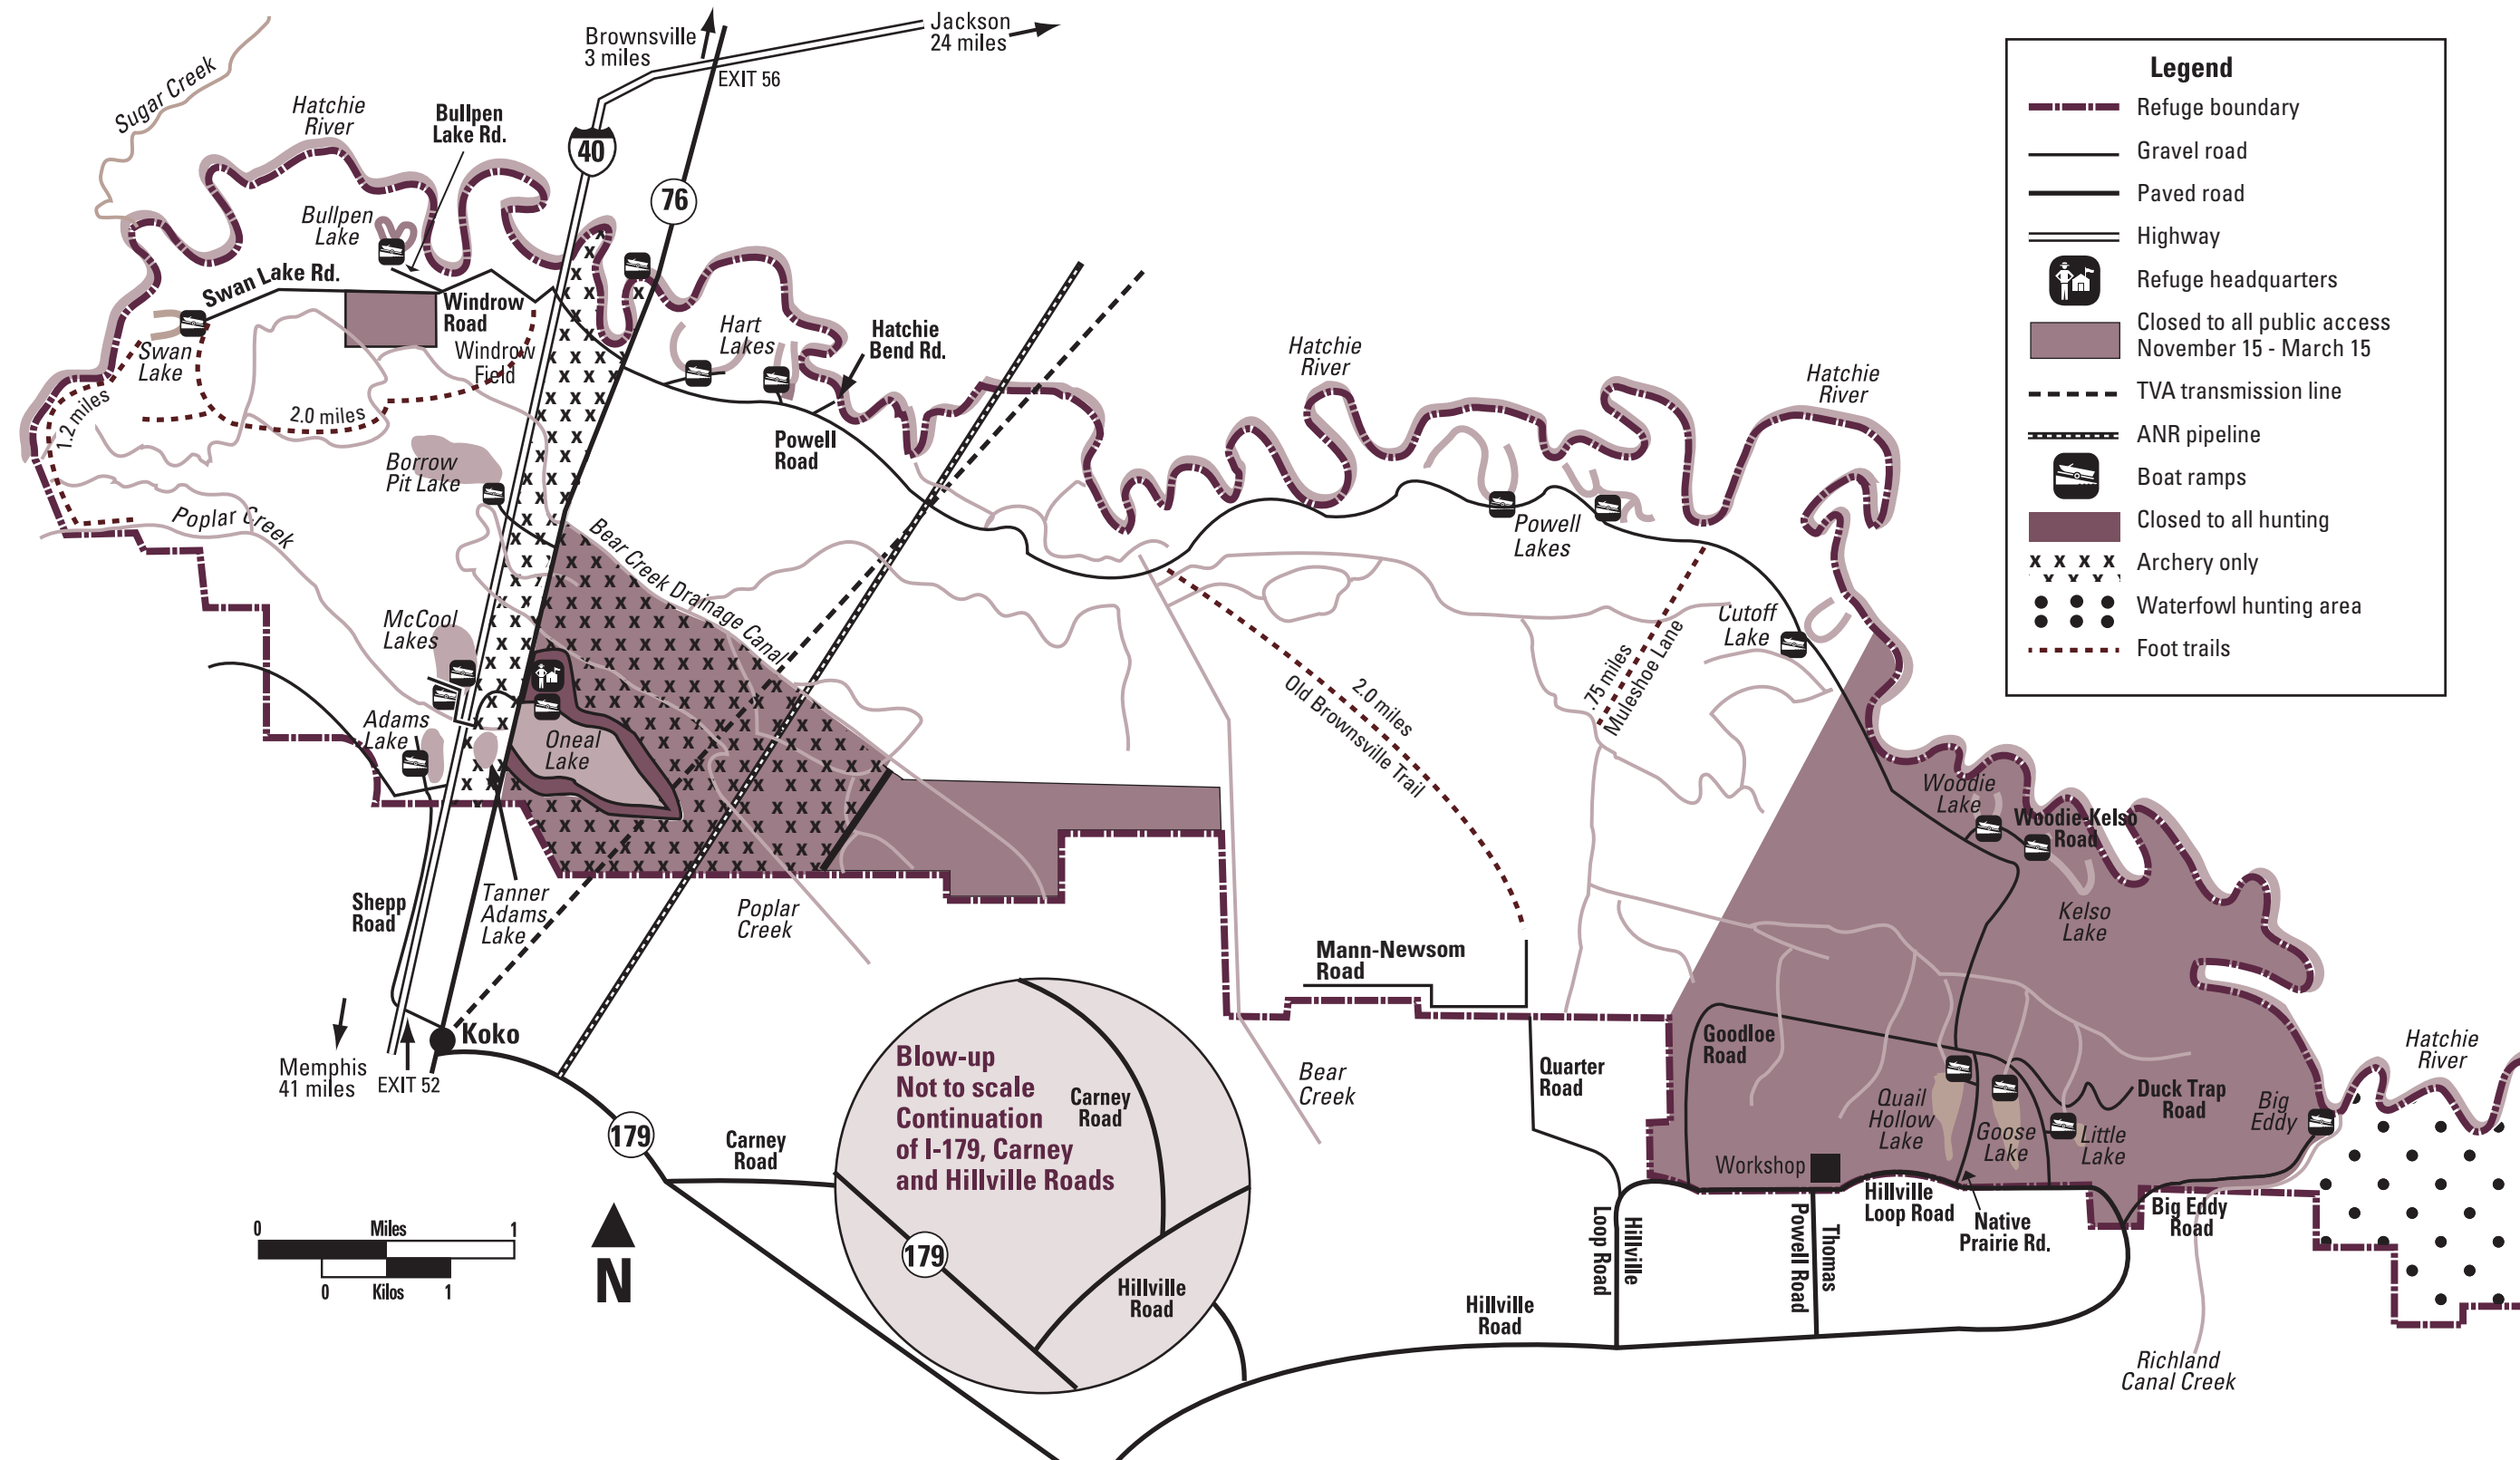 Brownsville
3 miles
Jackson
24 miles
EXIT 56
Sugar Creek
Hatchie
River
Bullpen
Lake Rd.
40
76
Bullpen
Lake
Swan Lake Rd.
Windrow
Road
Windrow
Field
Swan
Lake
1.2 miles
2.0 miles
Hart
Lakes
Hatchie
Bend Rd.
Powell
Road
Borrow
Pit Lake
Poplar Creek
Bear Creek Drainage Canal
McCool
Lakes
Adams
Lake
Oneal
Lake
Tanner
Adams
Lake
Shepp
Road
Poplar
Creek
Koko
Memphis
41 miles
EXIT 52
179
Carney
Road
Hatchie
River
Hatchie
River
Powell
Lakes
Cutoff
Lake
.75 miles
Muleshoe Lane
2.0 miles
Old Brownsville Trail
Woodie
Lake
Woodie-Kelso
Road
Kelso
Lake
Mann-Newsom
Road
Bear
Creek
Quarter
Road
Goodloe
Road
Quail
Hollow
Lake
Goose
Lake
Little
Lake
Duck Trap
Road
Big
Eddy
Hatchie
River
Workshop
Hillville
Loop Road
Native
Prairie Rd.
Big Eddy
Road
Hillville
Loop Road
Thomas
Powell Road
Hillville
Road
Richland
Canal Creek
Blow-up
Not to scale
Continuation
of I-179, Carney
and Hillville Roads
Carney
Road
179
Hillville
Road
0 Miles 1
0 Kilos 1
N
Legend
Refuge boundary
Gravel road
Paved road
Highway
Refuge headquarters
Closed to all public access
November 15 - March 15
TVA transmission line
ANR pipeline
Boat ramps
Closed to all hunting
x x x x Archery only
Waterfowl hunting area
Foot trails